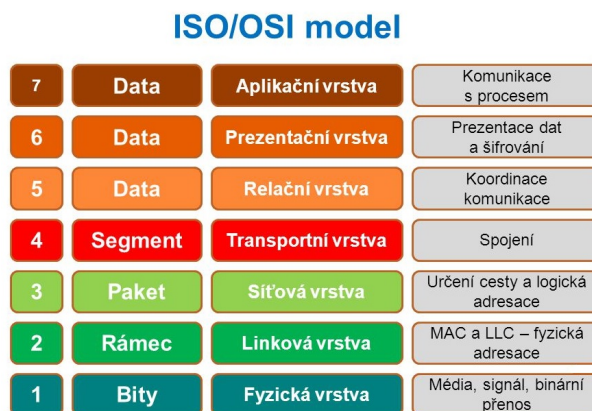 ISO/OSI model
7 Data Aplikační vrstva Komunikace
s procesem
6 Data Prezentační vrstva Prezentace dat
a šifrování
5 Data Relační vrstva Koordinace
komunikace
4 Segment Transportní vrstva Spojení
3 Paket Síťová vrstva Určení cesty a logická
adresace
2 Rámec Linková vrstva MAC a LLC – fyzická
adresace
1 Bity Fyzická vrstva Média, signál, binární
přenos